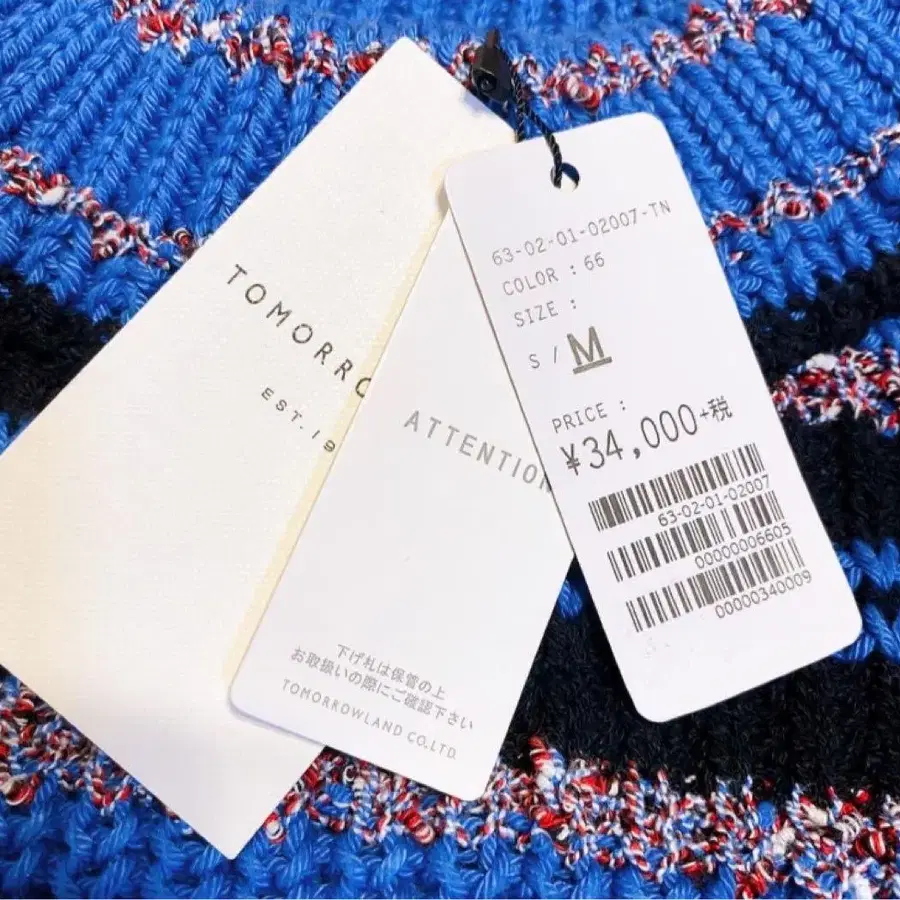 TOMORRO
EST.19
ATTENTION
下げ札は保管の上
お取扱いの際にご確認下さい
TOMORROWLAND CO.,LTD.
63-02-01-02007-TN
COLOR : 66
SIZE :
S / M
PRICE :
¥34,000+税
63-02-01-02007
00000006605
00000340009